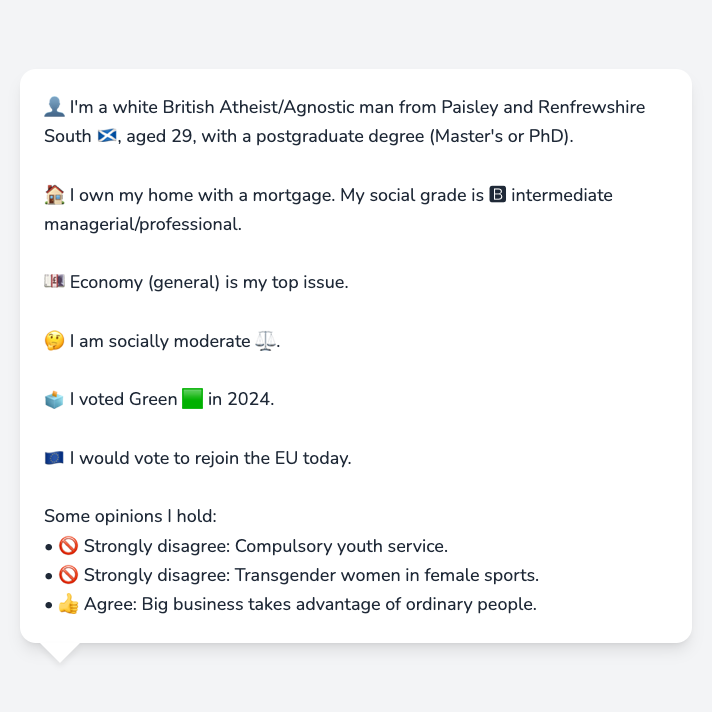 👤 I'm a white British Atheist/Agnostic man from Paisley and Renfrewshire
South 🏴󠁧󠁢󠁳󠁣󠁴󠁿, aged 29, with a postgraduate degree (Master's or PhD).
🏠 I own my home with a mortgage. My social grade is 🅱 intermediate
managerial/professional.
💷 Economy (general) is my top issue.
🤔 I am socially moderate ⚖️.
🗳️ I voted Green 🟩 in 2024.
🇪🇺 I would vote to rejoin the EU today.
Some opinions I hold:
• 🚫 Strongly disagree: Compulsory youth service.
• 🚫 Strongly disagree: Transgender women in female sports.
• 👍 Agree: Big business takes advantage of ordinary people.